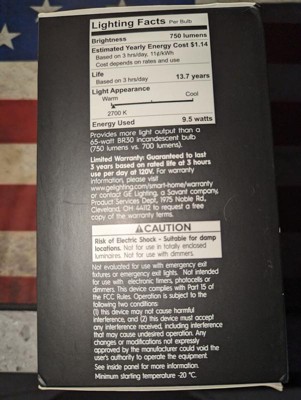 Lighting Facts Per Bulb
Brightness 750 lumens
Estimated Yearly Energy Cost $1.14
Based on 3 hrs/day, 11¢/kWh
Cost depends on rates and use
Life
Based on 3 hrs/day 13.7 years
Light Appearance
Warm Cool
2700 K
Energy Used 9.5 watts
Provides more light output than a
65-watt BR30 incandescent bulb
(750 lumens vs. 700 lumens).
Limited Warranty: Guaranteed to last
5 years based on rated life at 3 hours
use per day at 120V. For warranty
information, please visit
www.gelighting.com/smart-home/warranty
or contact GE Lighting, a Savant company,
Product Services Dept, 1975 Noble Rd.,
Cleveland, OH 44112 to request a free
copy of the warranty terms.
CAUTION
Risk of Electric Shock - Suitable for damp
locations. Not for use in totally enclosed
luminaires. Not for use with dimmers.
Not evaluated for use with emergency exit
fixtures or emergency exit lights. Not intended
for use with electronic timers, photocells or
dimmers. This device complies with Part 15 of
the FCC Rules. Operation is subject to the
following two conditions:
(1) this device may not cause harmful
interference, and (2) this device must accept
any interference received, including interference
that may cause undesired operation. Any
changes or modifications not expressly
approved by the manufacturer could void the
user's authority to operate the equipment.
See inside panel for more information.
Minimum starting temperature -20 °C.